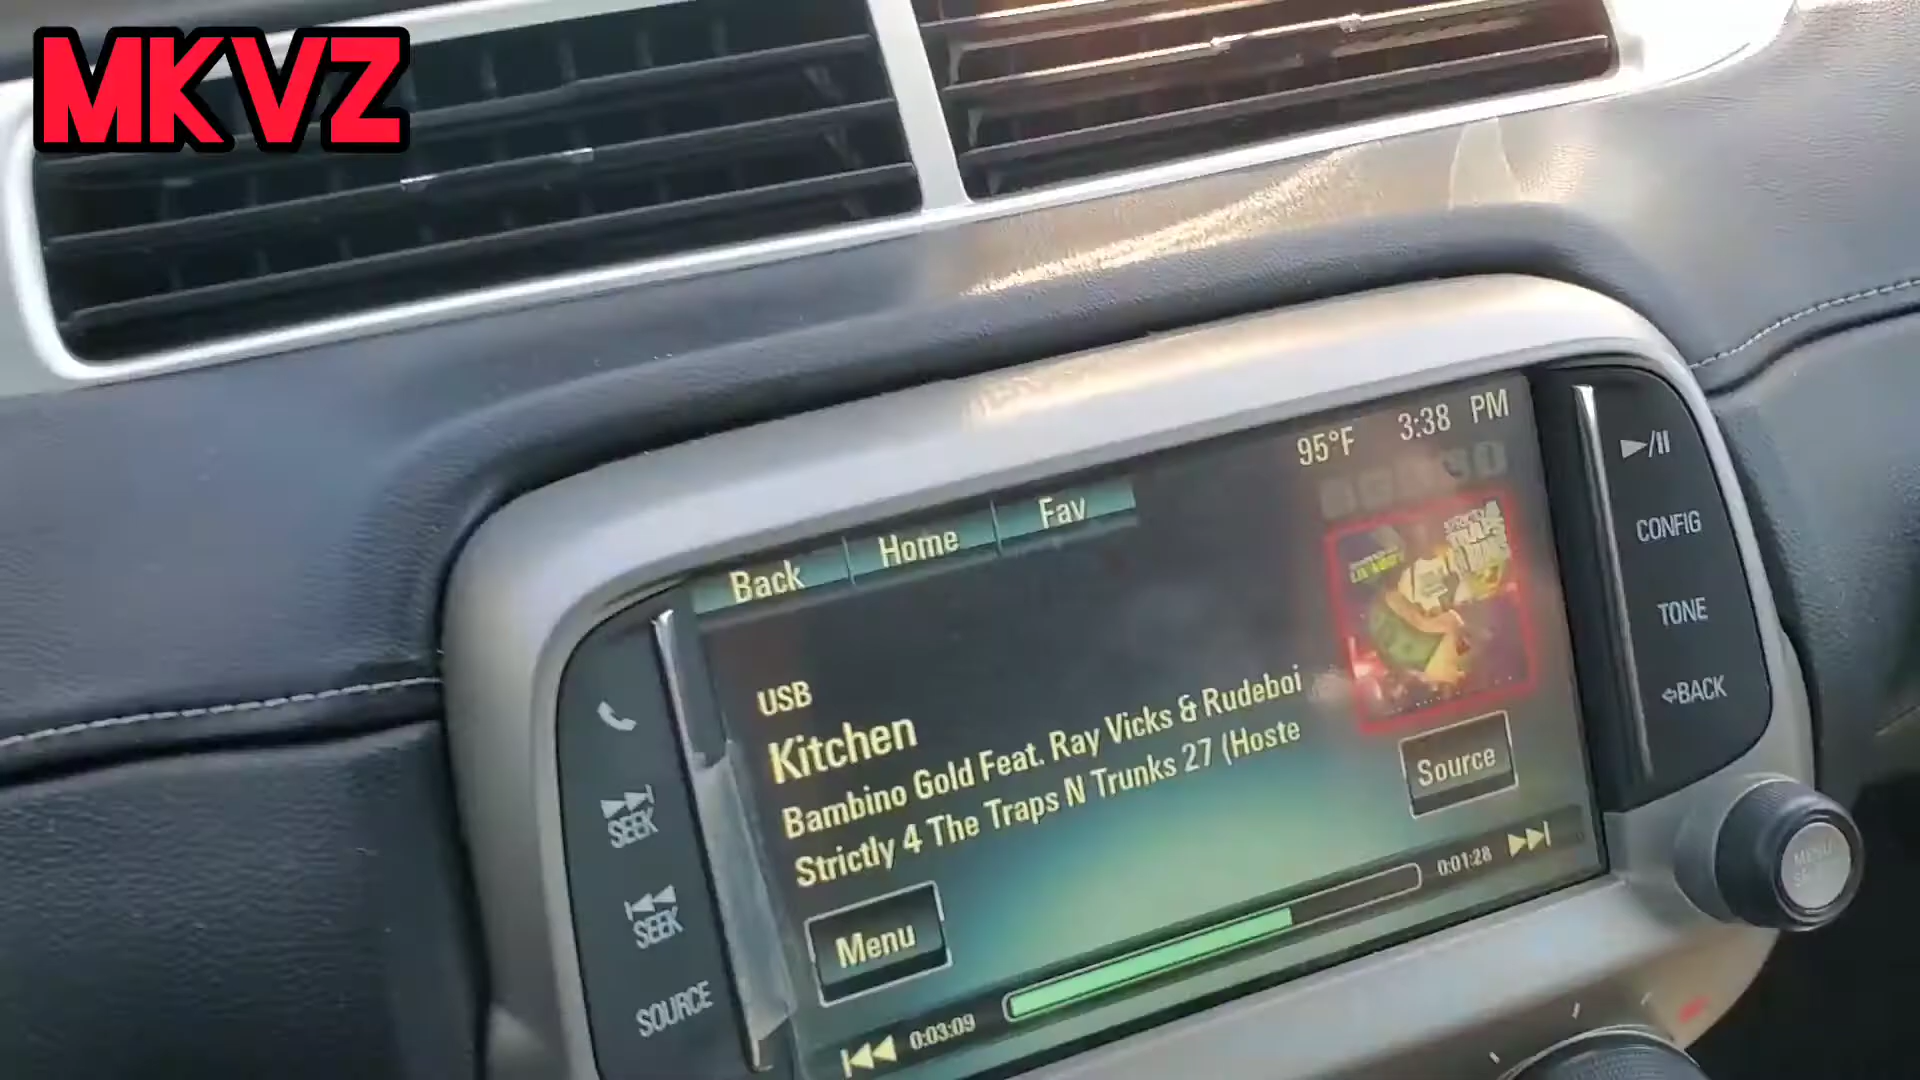 MKVZ
95°F 3:38 PM
Back Home Fav
USB
Kitchen
Bambino Gold Feat. Ray Vicks & Rudeboi
Strictly 4 The Traps N Trunks 27 (Hoste
Source
Menu
0:03:09
0:01:28
SEEK
SEEK
SOURCE
CONFIG
TONE
BACK
MENU